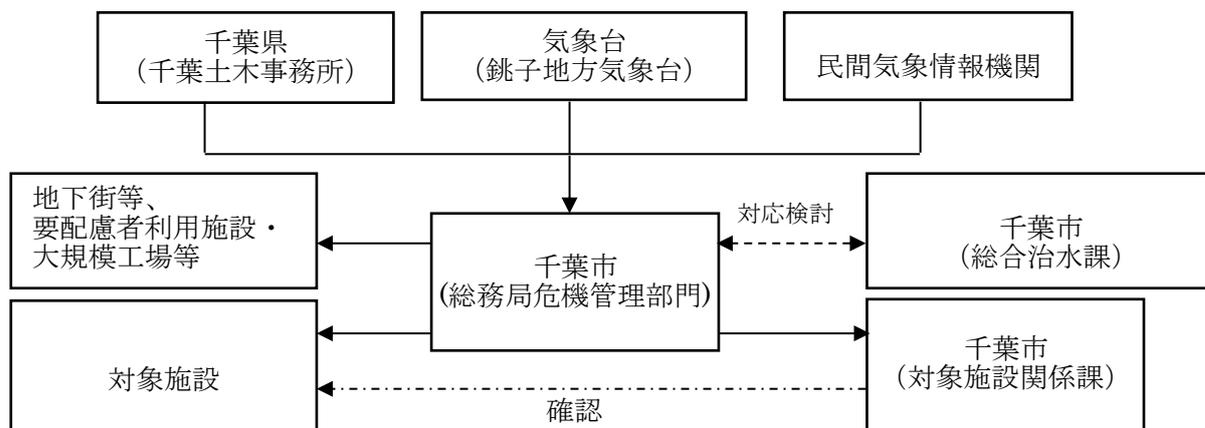 千葉県
（千葉土木事務所）
気象台
（銚子地方気象台）
民間気象情報機関
地下街等、
要配慮者利用施設・
大規模工場等
対応検討
千葉市
（総合治水課）
千葉市
(総務局危機管理部門)
対象施設
千葉市
（対象施設関係課）
確認